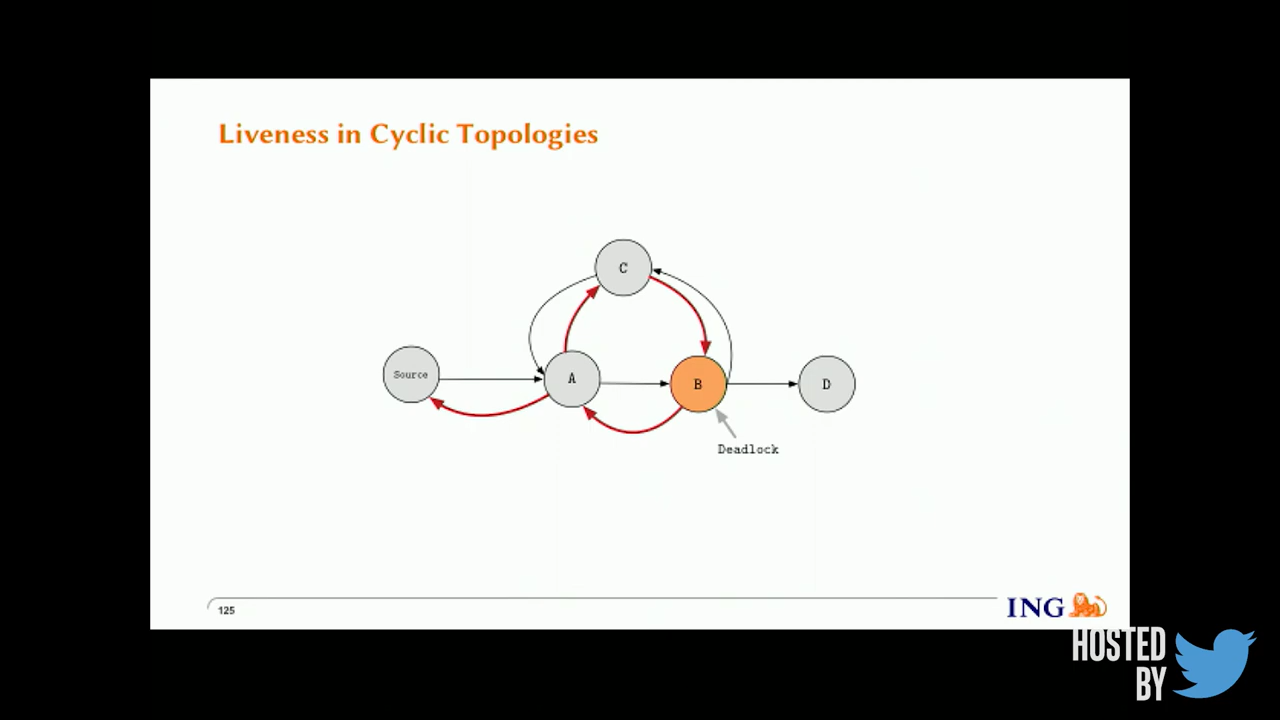 Liveness in Cyclic Topologies
C
Source
A
B
D
Deadlock
125
ING
HOSTED
BY